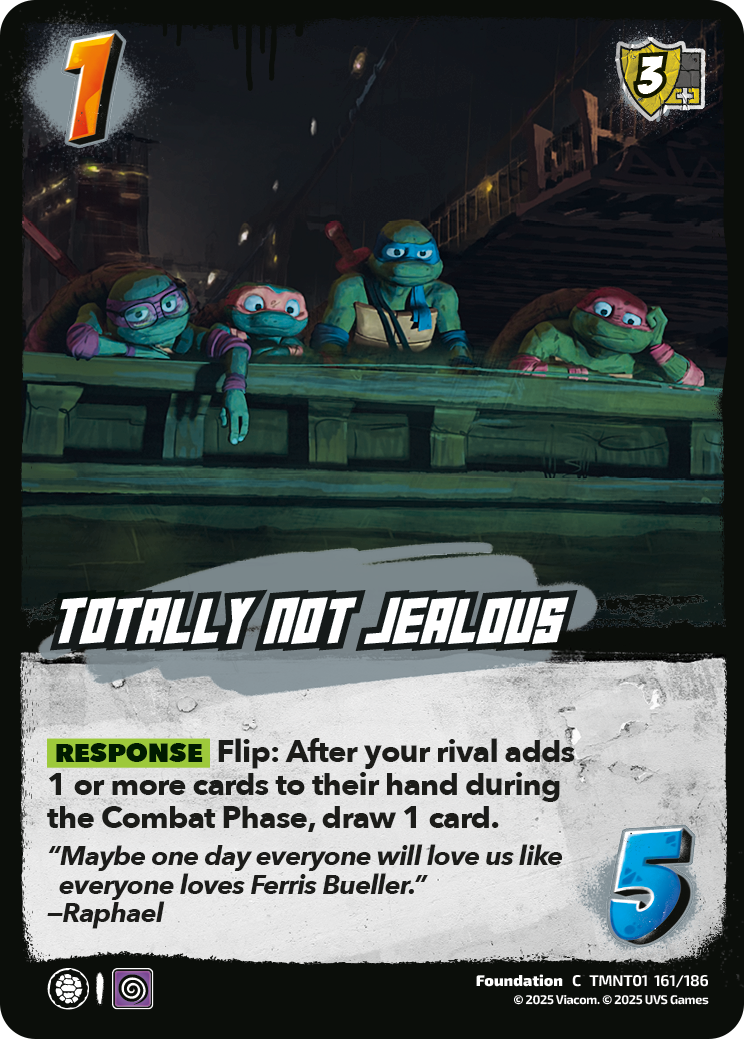 1
3
+
TOTALLY NOT JEALOUS
RESPONSE Flip: After your rival adds
1 or more cards to their hand during
the Combat Phase, draw 1 card.
“Maybe one day everyone will love us like
everyone loves Ferris Bueller.”
–Raphael
5
Foundation C TMNT01 161/186
© 2025 Viacom. © 2025 UVS Games